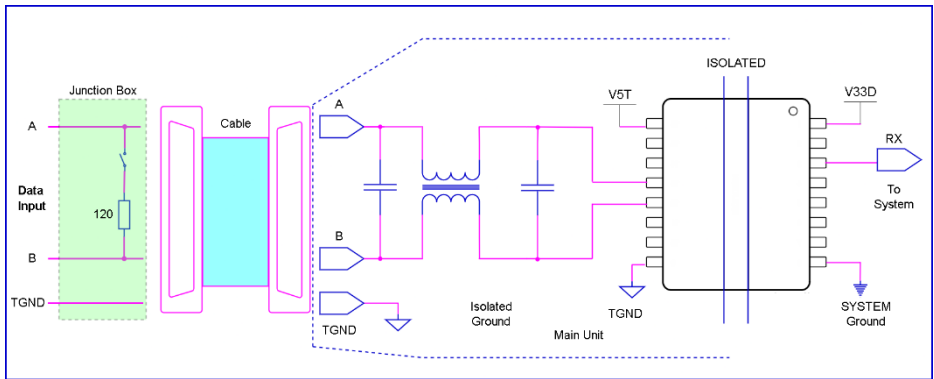 ISOLATED
Junction Box
V5T
V33D
A
Cable
A
RX
Data
Input
To
System
120
B
B
TGND
TGND
Isolated
Ground
TGND
SYSTEM
Ground
Main Unit